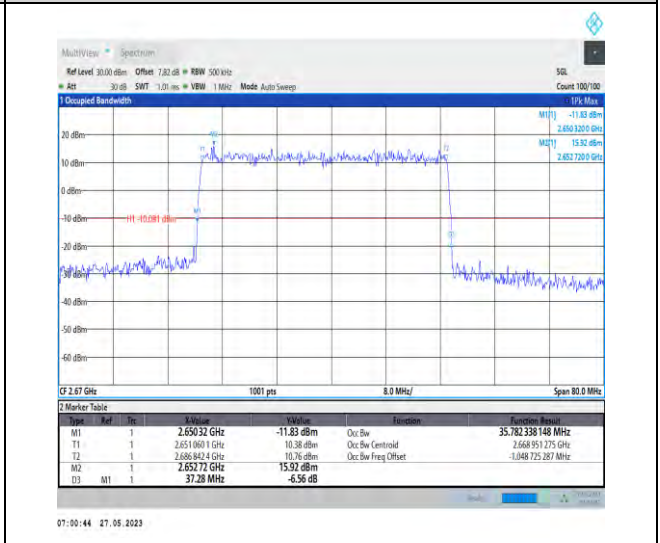 MultiView Spectrum
Ref Level 30.00 dBm Offset 7.82 dB RBW 500 kHz SGL
Att 30 dB SWT 1.01 ms VBW 1 MHz Mode Auto Sweep Count 100/100
1 Occupied Bandwidth 1Pk Max
M1[1] -11.83 dBm
2.650 3200 GHz
M2[1] 15.92 dBm
2.652 7200 GHz
20 dBm
M2
T1 T2
10 dBm
0 dBm
M1
-10 dBm H1 -10.081 dBm
D3
-20 dBm
-30 dBm
-40 dBm
-50 dBm
-60 dBm
CF 2.67 GHz 1001 pts 8.0 MHz/ Span 80.0 MHz
2 Marker Table
Type Ref Trc X-Value Y-Value Function Function Result
M1 1 2.65032 GHz -11.83 dBm Occ Bw 35.782 338 148 MHz
T1 1 2.651 060 1 GHz 10.38 dBm Occ Bw Centroid 2.668 951 275 GHz
T2 1 2.686 842 4 GHz 10.76 dBm Occ Bw Freq Offset -1.048 725 287 MHz
M2 1 2.65272 GHz 15.92 dBm
D3 M1 1 37.28 MHz -6.56 dB
07:00:44 27.05.2023